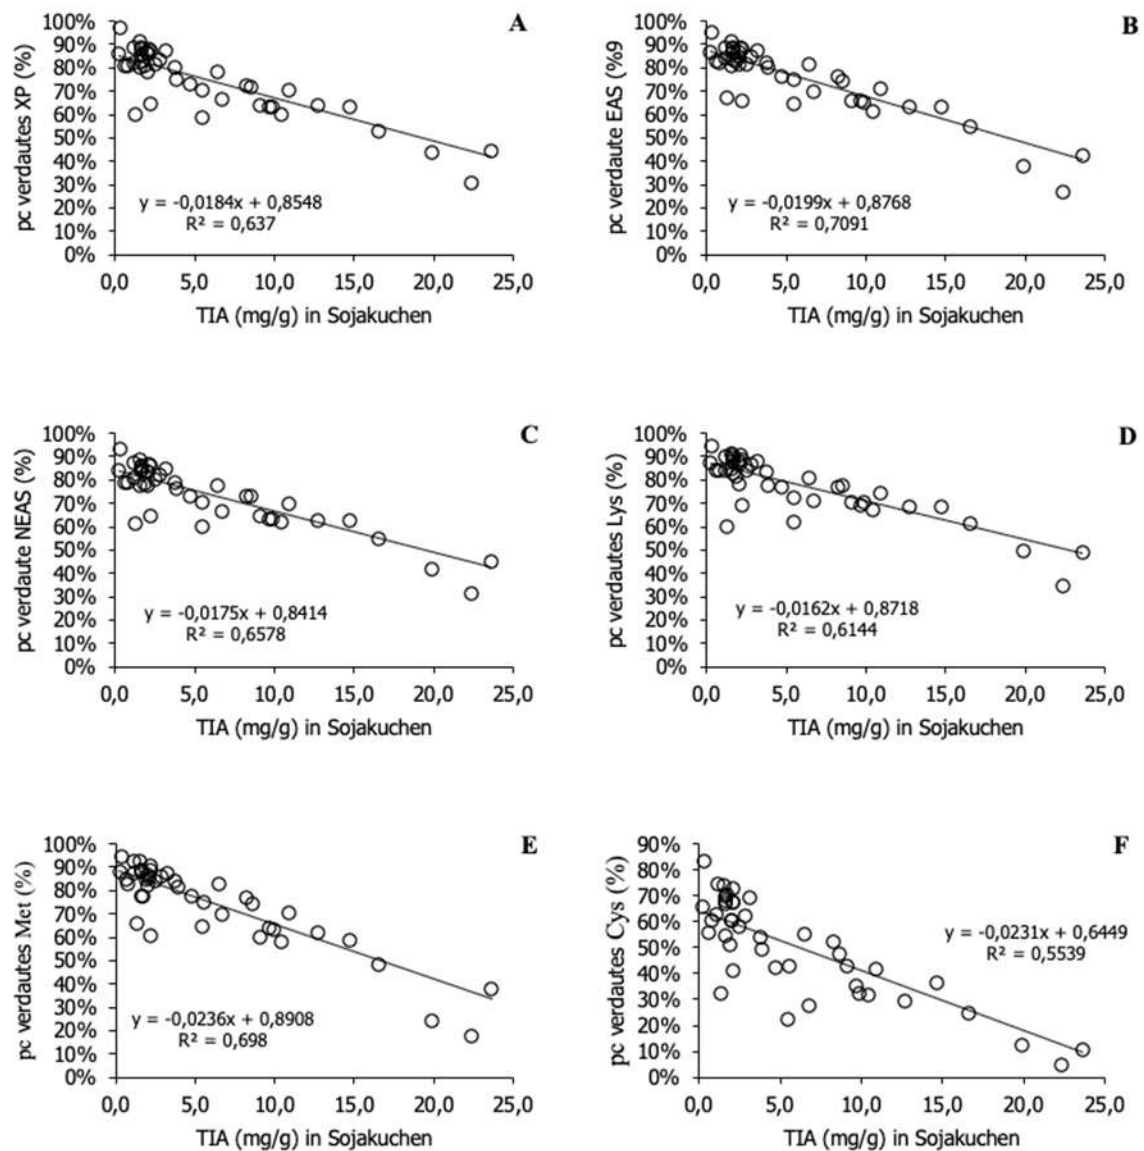 A
pc verdautes XP (%)
100%
90%
80%
70%
60%
50%
40%
30%
20%
10%
0%
y = -0,0184x + 0,8548
R² = 0,637
0,0 5,0 10,0 15,0 20,0 25,0
TIA (mg/g) in Sojakuchen
B
pc verdaute EAS (%9
100%
90%
80%
70%
60%
50%
40%
30%
20%
10%
0%
y = -0,0199x + 0,8768
R² = 0,7091
0,0 5,0 10,0 15,0 20,0 25,0
TIA (mg/g) in Sojakuchen
C
pc verdaute NEAS (%)
100%
90%
80%
70%
60%
50%
40%
30%
20%
10%
0%
y = -0,0175x + 0,8414
R² = 0,6578
0,0 5,0 10,0 15,0 20,0 25,0
TIA (mg/g) in Sojakuchen
D
pc verdautes Lys (%)
100%
90%
80%
70%
60%
50%
40%
30%
20%
10%
0%
y = -0,0162x + 0,8718
R² = 0,6144
0,0 5,0 10,0 15,0 20,0 25,0
TIA (mg/g) in Sojakuchen
E
pc verdautes Met (%)
100%
90%
80%
70%
60%
50%
40%
30%
20%
10%
0%
y = -0,0236x + 0,8908
R² = 0,698
0,0 5,0 10,0 15,0 20,0 25,0
TIA (mg/g) in Sojakuchen
F
pc verdautes Cys (%)
90%
80%
70%
60%
50%
40%
30%
20%
10%
0%
y = -0,0231x + 0,6449
R² = 0,5539
0,0 5,0 10,0 15,0 20,0 25,0
TIA (mg/g) in Sojakuchen